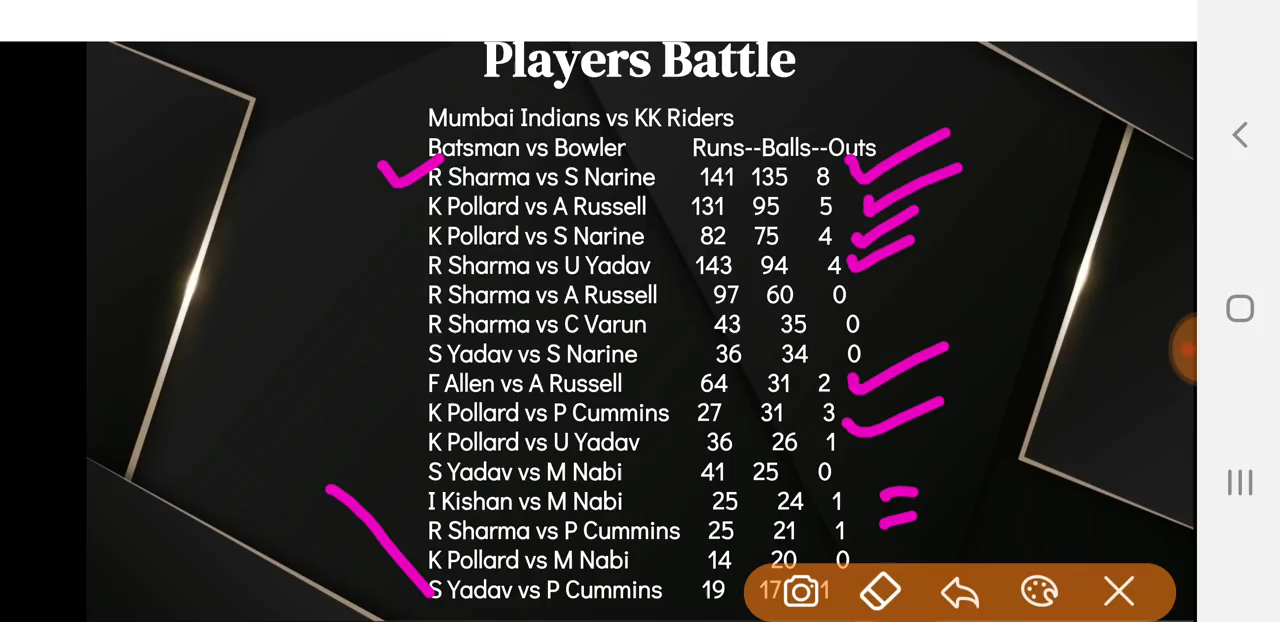 Players Battle
Mumbai Indians vs KK Riders
Batsman vs Bowler Runs--Balls--Outs
R Sharma vs S Narine 141 135 8
K Pollard vs A Russell 131 95 5
K Pollard vs S Narine 82 75 4
R Sharma vs U Yadav 143 94 4
R Sharma vs A Russell 97 60 0
R Sharma vs C Varun 43 35 0
S Yadav vs S Narine 36 34 0
F Allen vs A Russell 64 31 2
K Pollard vs P Cummins 27 31 3
K Pollard vs U Yadav 36 26 1
S Yadav vs M Nabi 41 25 0
I Kishan vs M Nabi 25 24 1
R Sharma vs P Cummins 25 21 1
K Pollard vs M Nabi 14 20 0
S Yadav vs P Cummins 19 17 1